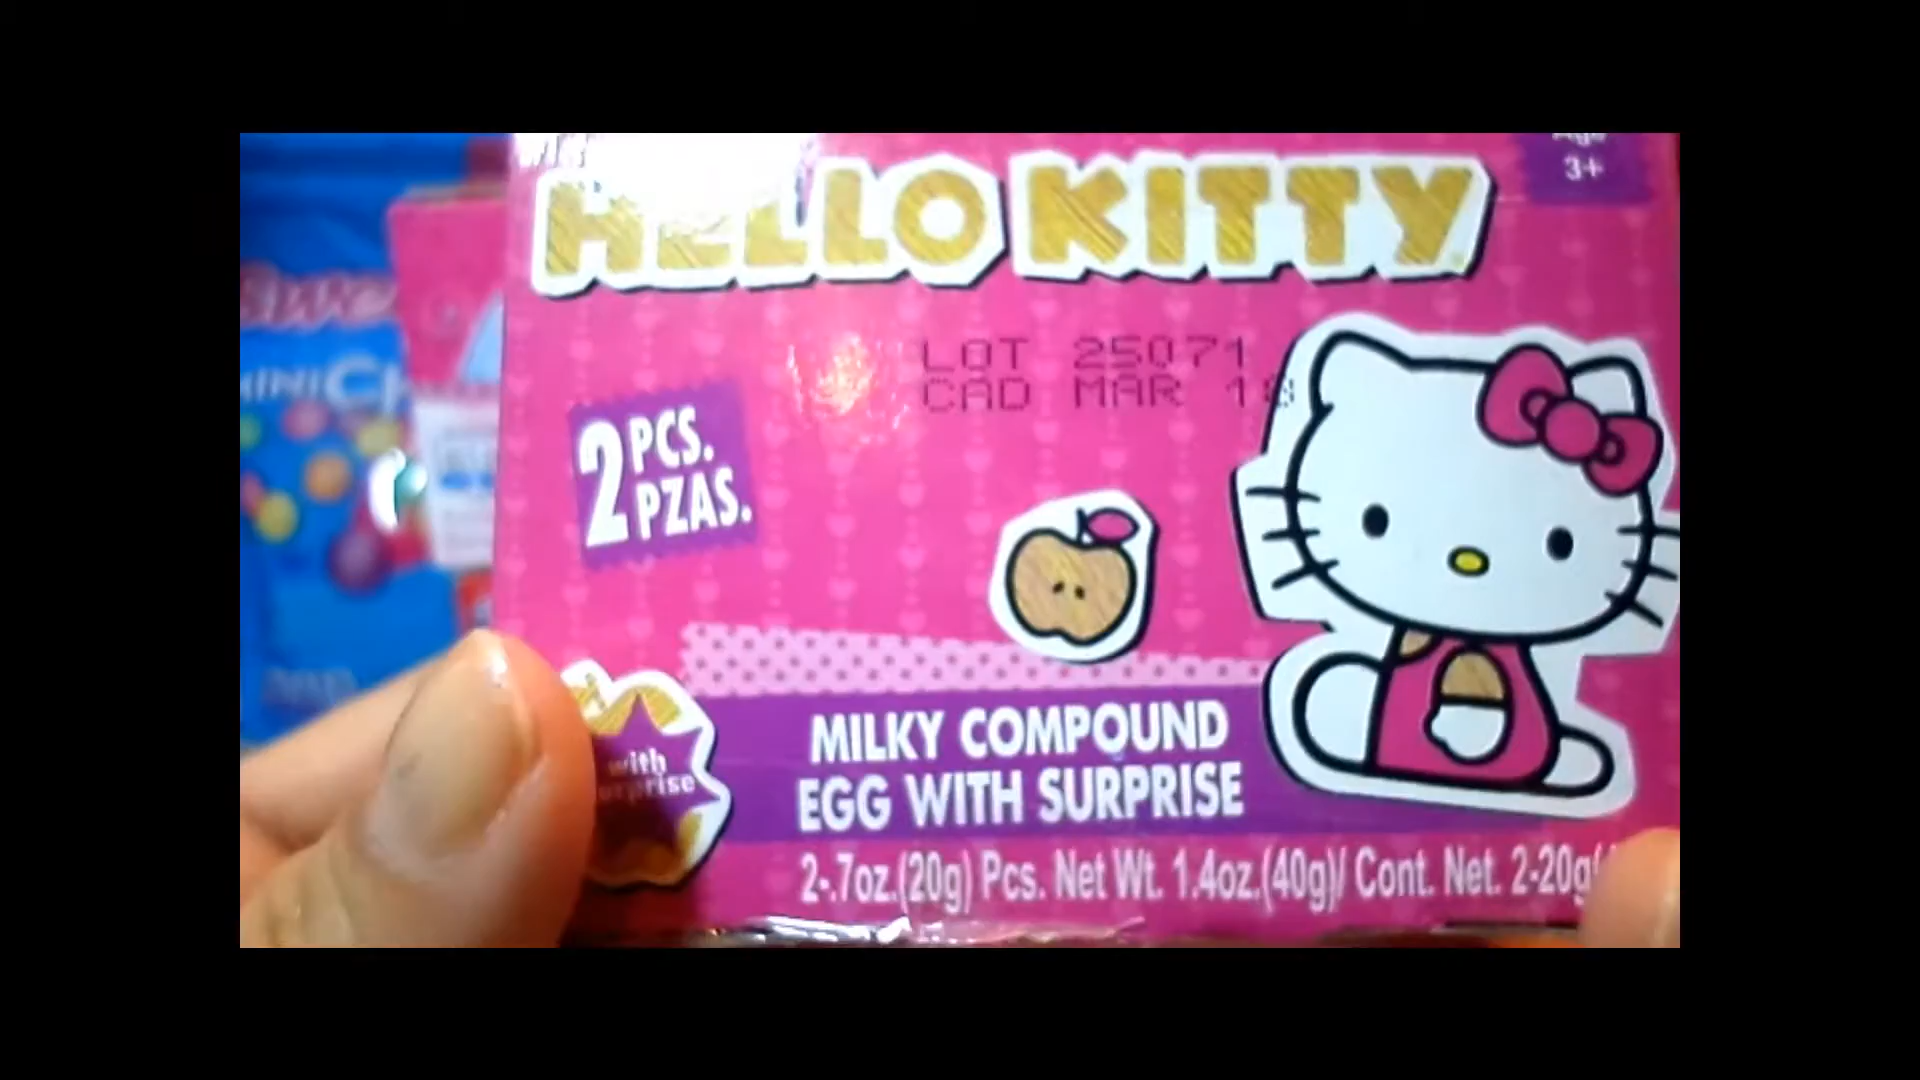 HELLO KITTY
3+
LOT 25071
CAD MAR 18
2 PCS.
PZAS.
with
MILKY COMPOUND
EGG WITH SURPRISE
2-.7oz.(20g) Pcs. Net Wt. 1.4oz.(40g)/ Cont. Net. 2-20g(